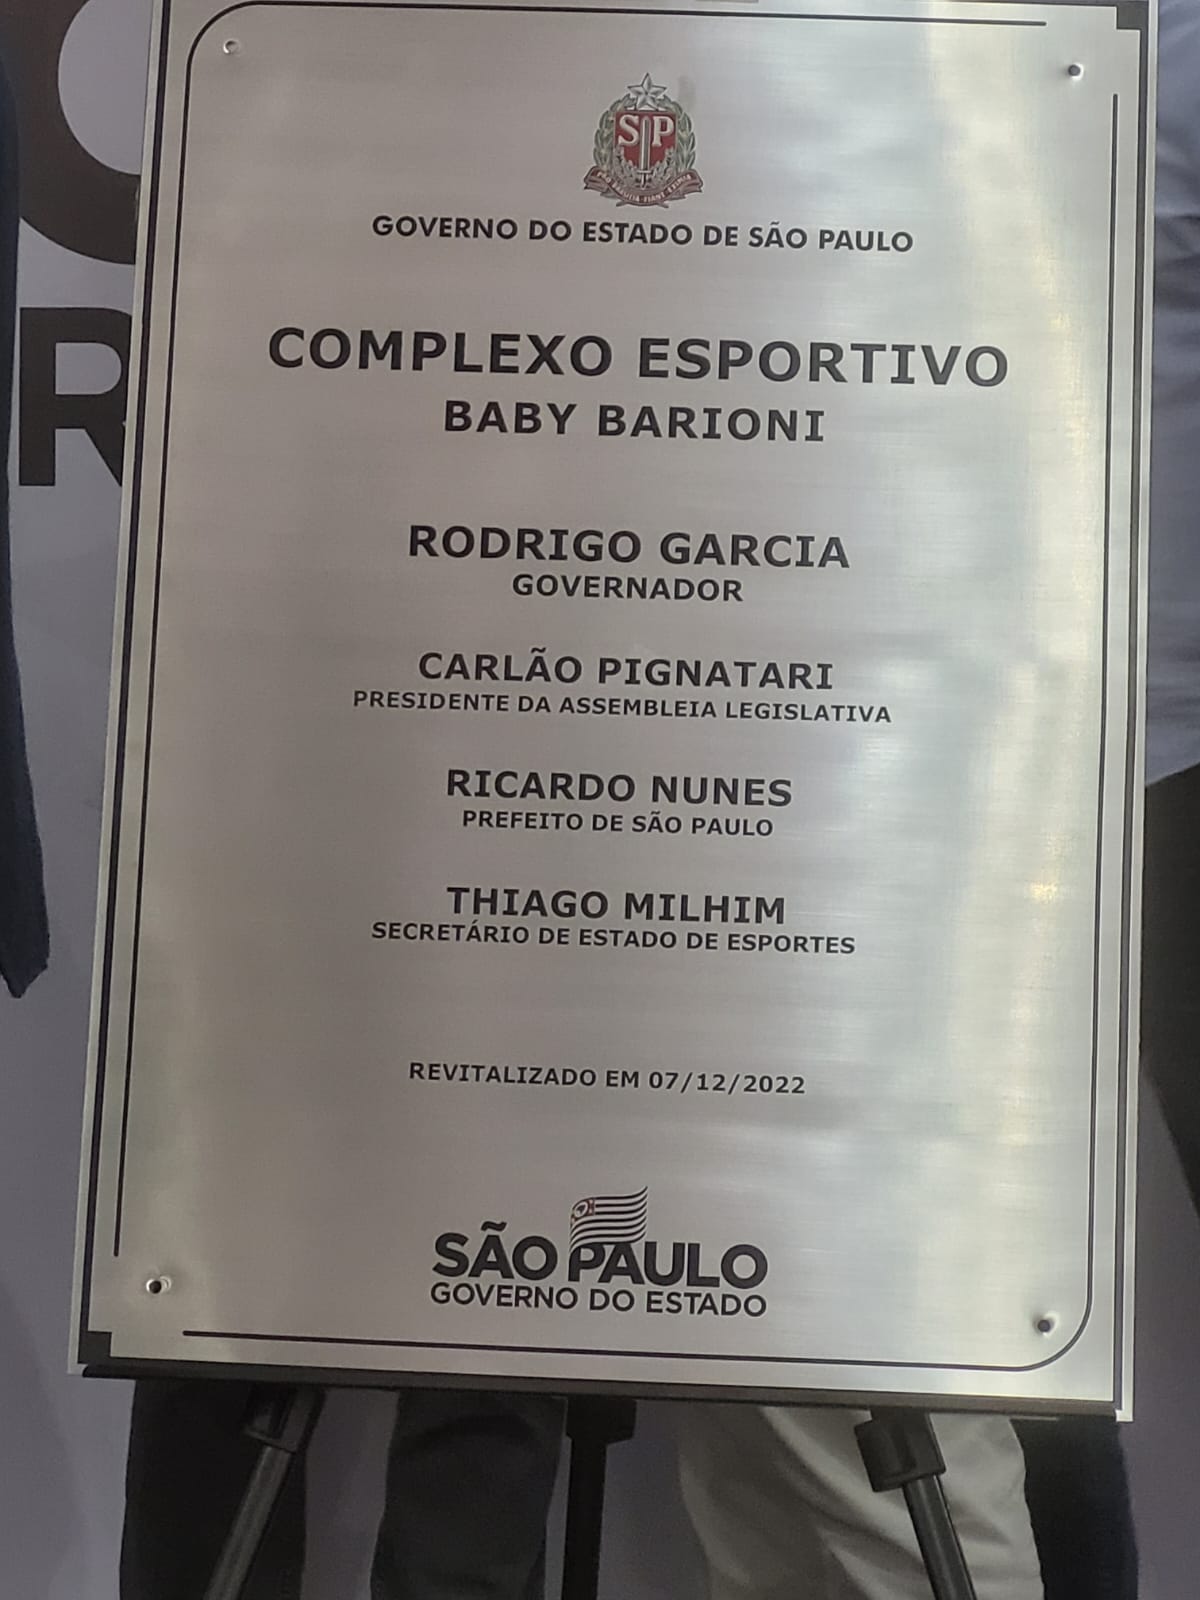 SP
GOVERNO DO ESTADO DE SÃO PAULO
COMPLEXO ESPORTIVO
BABY BARIONI
RODRIGO GARCIA
GOVERNADOR
CARLÃO PIGNATARI
PRESIDENTE DA ASSEMBLEIA LEGISLATIVA
RICARDO NUNES
PREFEITO DE SÃO PAULO
THIAGO MILHIM
SECRETÁRIO DE ESTADO DE ESPORTES
REVITALIZADO EM 07/12/2022
SÃO PAULO
GOVERNO DO ESTADO